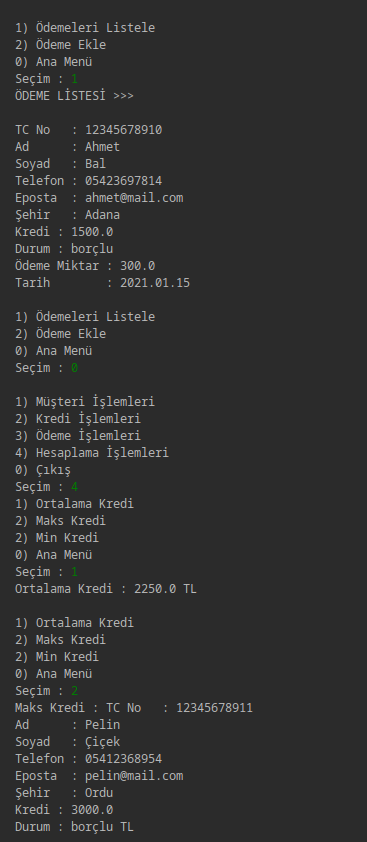 1) Ödemeleri Listele
2) Ödeme Ekle
0) Ana Menü
Seçim : 1
ÖDEME LİSTESİ >>>
TC No   : 12345678910
Ad      : Ahmet
Soyad   : Bal
Telefon : 05423697814
Eposta  : ahmet@mail.com
Şehir   : Adana
Kredi : 1500.0
Durum : borçlu
Ödeme Miktar : 300.0
Tarih        : 2021.01.15
1) Ödemeleri Listele
2) Ödeme Ekle
0) Ana Menü
Seçim : 0
1) Müşteri İşlemleri
2) Kredi İşlemleri
3) Ödeme İşlemleri
4) Hesaplama İşlemleri
0) Çıkış
Seçim : 4
1) Ortalama Kredi
2) Maks Kredi
2) Min Kredi
0) Ana Menü
Seçim : 1
Ortalama Kredi : 2250.0 TL
1) Ortalama Kredi
2) Maks Kredi
2) Min Kredi
0) Ana Menü
Seçim : 2
Maks Kredi : TC No   : 12345678911
Ad      : Pelin
Soyad   : Çiçek
Telefon : 05412368954
Eposta  : pelin@mail.com
Şehir   : Ordu
Kredi : 3000.0
Durum : borçlu TL